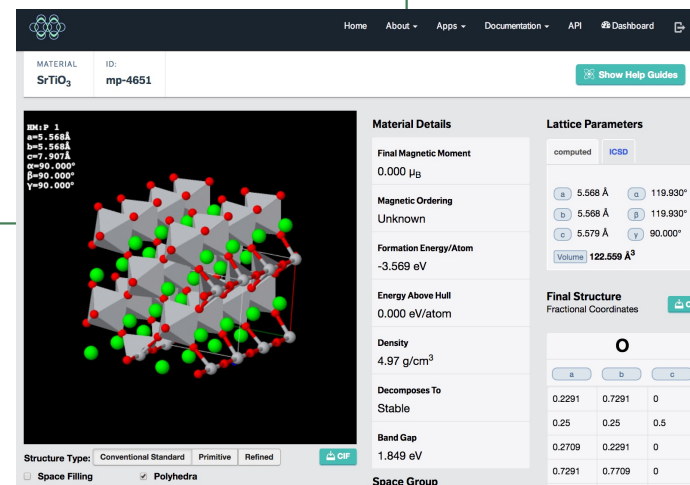 Home About Apps Documentation API Dashboard
MATERIAL ID:
SrTiO₃ mp-4651
Show Help Guides
HM:P 1
a=5.568Å
b=5.568Å
c=7.907Å
α=90.000°
β=90.000°
γ=90.000°
Structure Type: Conventional Standard Primitive Refined CIF
Space Filling Polyhedra
Material Details
Final Magnetic Moment
0.000 μB
Magnetic Ordering
Unknown
Formation Energy/Atom
-3.569 eV
Energy Above Hull
0.000 eV/atom
Density
4.97 g/cm³
Decomposes To
Stable
Band Gap
1.849 eV
Space Group
Lattice Parameters
computed ICSD
a 5.568 Å α 119.930°
b 5.568 Å β 119.930°
c 5.579 Å γ 90.000°
Volume 122.559 Å³
Final Structure
Fractional Coordinates
O
a b c
0.2291 0.7291 0
0.25 0.25 0.5
0.2709 0.2291 0
0.7291 0.7709 0